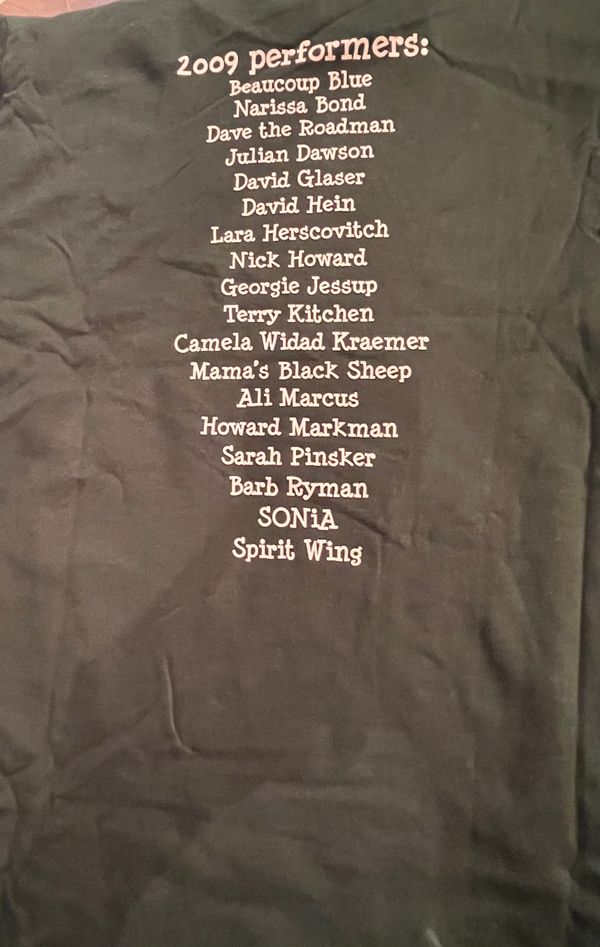 2009 performers:
Beaucoup Blue
Narissa Bond
Dave the Roadman
Julian Dawson
David Glaser
David Hein
Lara Herscovitch
Nick Howard
Georgie Jessup
Terry Kitchen
Camela Widad Kraemer
Mama's Black Sheep
Ali Marcus
Howard Markman
Sarah Pinsker
Barb Ryman
SONiA
Spirit Wing